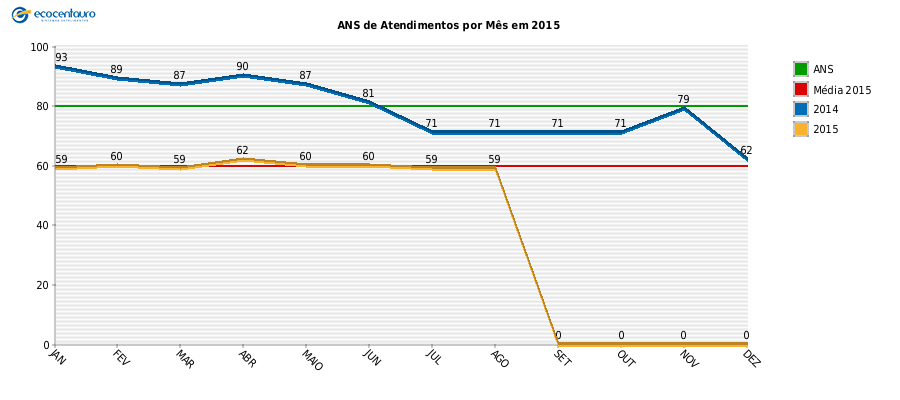 ecocentauro
ANS de Atendimentos por Mês em 2015
100
80
60
40
20
0
93
89
87
90
87
81
71
71
71
71
79
62
59
60
59
62
60
60
59
59
0
0
0
0
JAN
FEV
MAR
ABR
MAIO
JUN
JUL
AGO
SET
OUT
NOV
DEZ
ANS
Média 2015
2014
2015